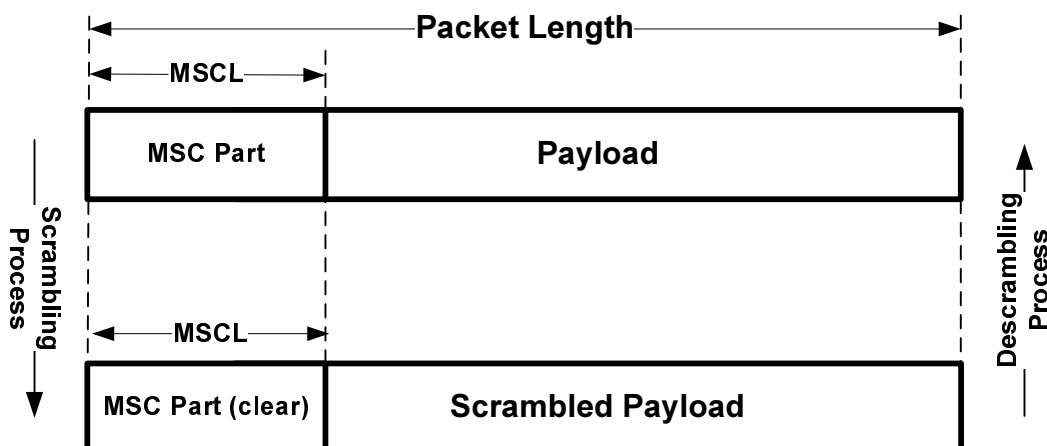 Packet Length
MSCL
MSC Part
Payload
Scrambling
Process
Descrambling
Process
MSCL
MSC Part (clear)
Scrambled Payload